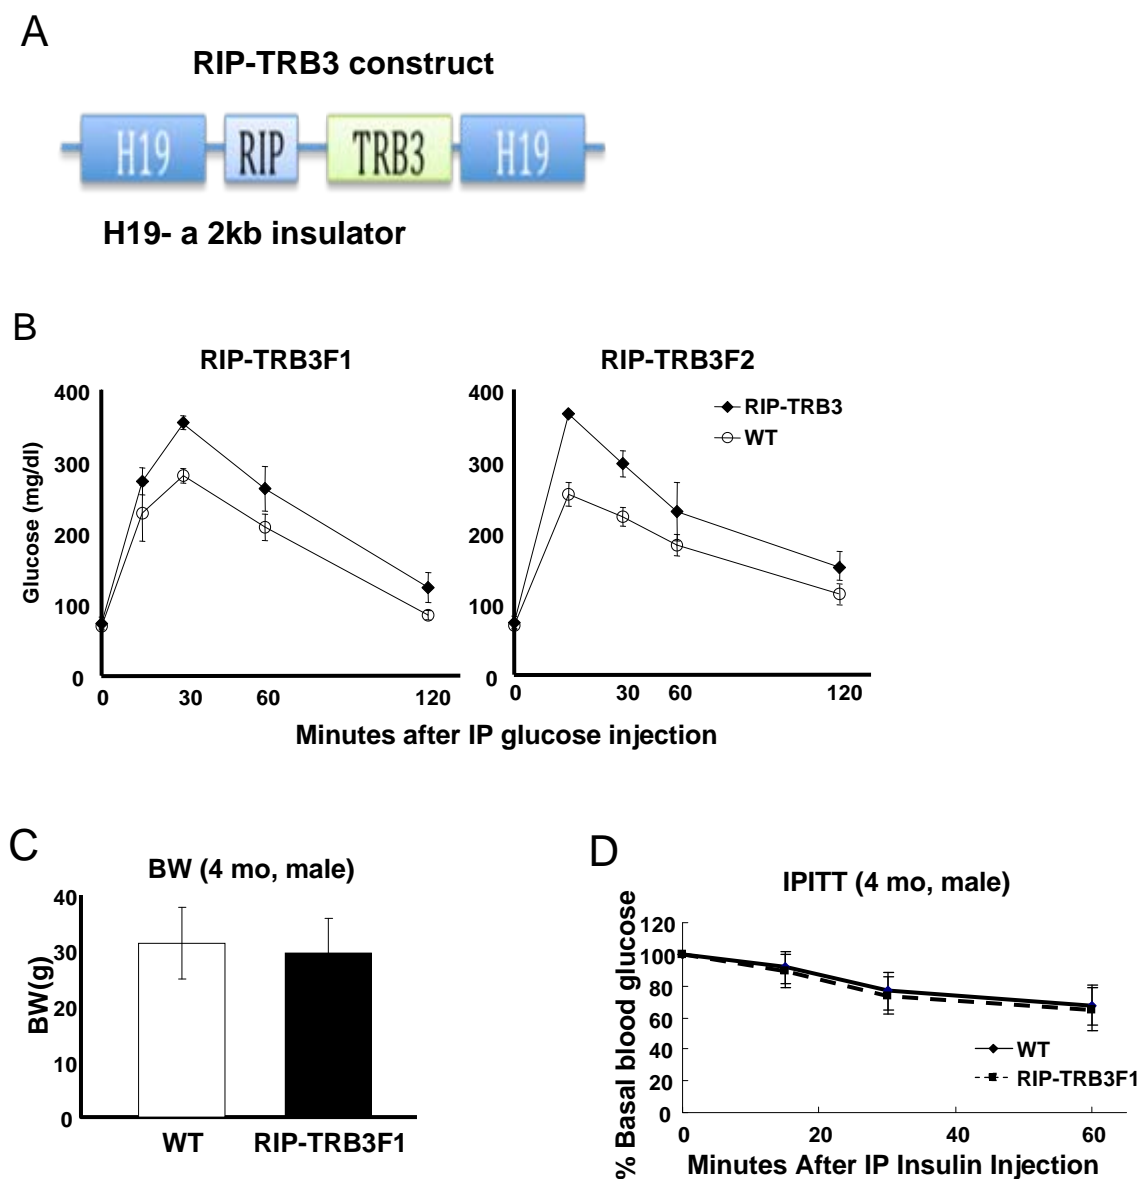 A
RIP-TRB3 construct
H19 RIP TRB3 H19
H19- a 2kb insulator
B
RIP-TRB3F1
RIP-TRB3F2
400
300
200
100
0
Glucose (mg/dl)
0 30 60 120
400
300
200
100
0
0 30 60 120
RIP-TRB3
WT
Minutes after IP glucose injection
C
BW (4 mo, male)
40
30
20
10
0
BW(g)
WT RIP-TRB3F1
D
IPITT (4 mo, male)
% Basal blood glucose
120
100
80
60
40
20
0
WT
RIP-TRB3F1
0 20 40 60
Minutes After IP Insulin Injection